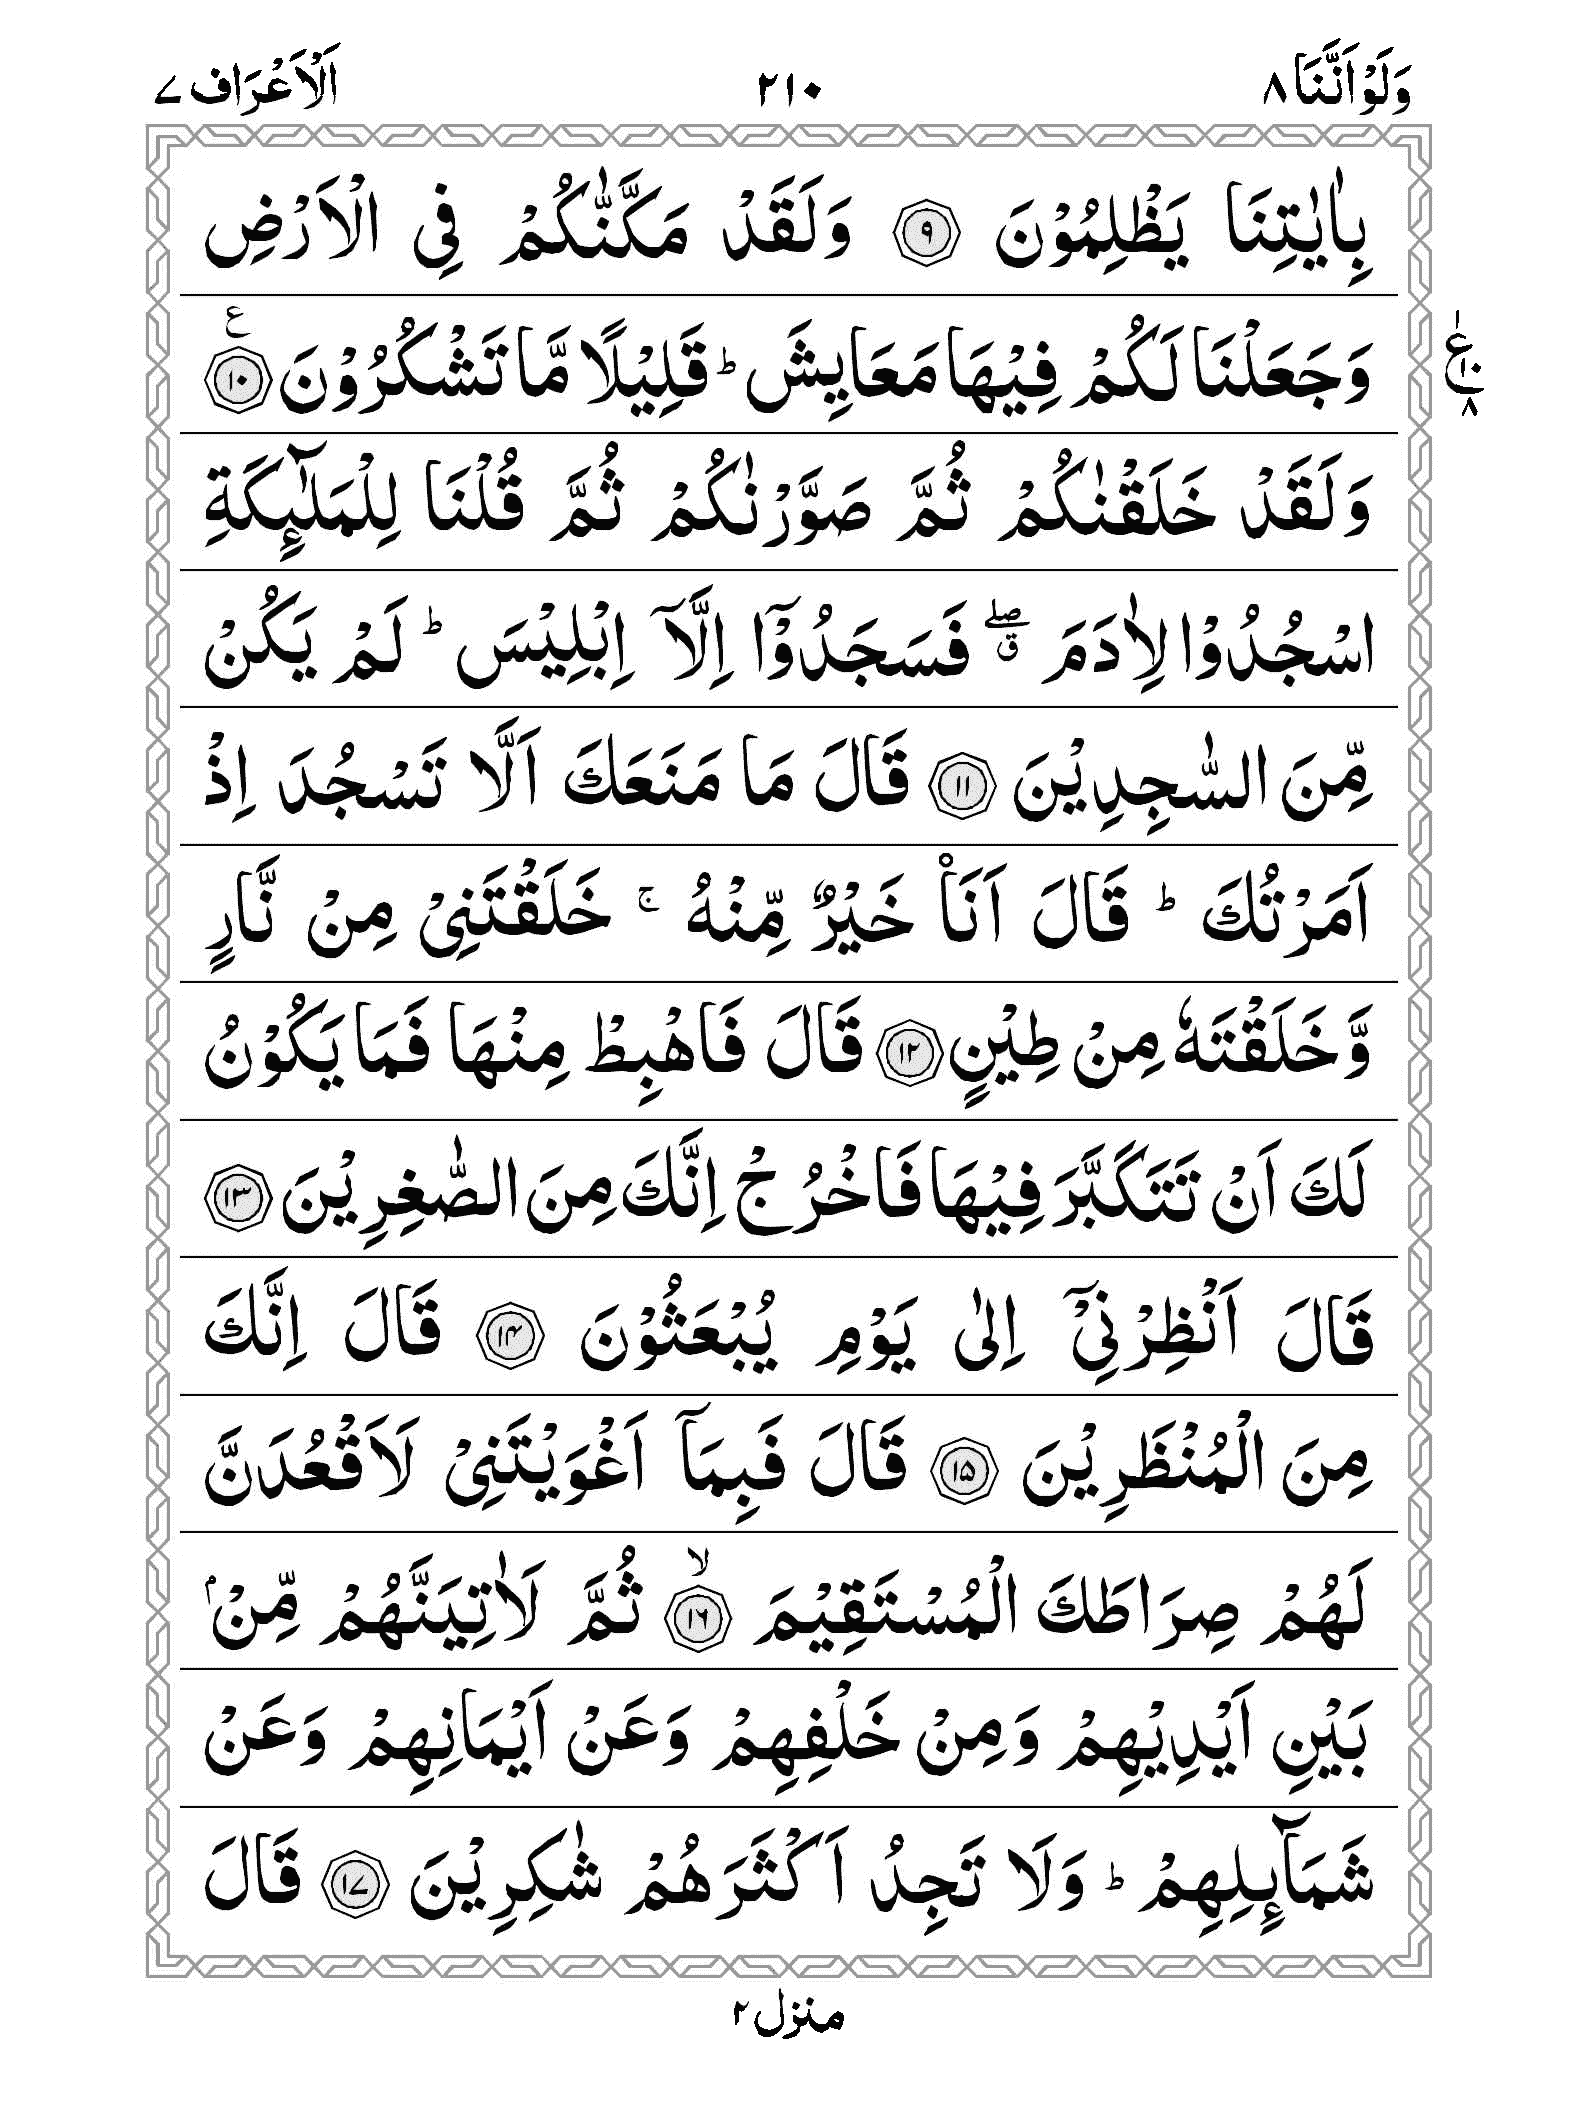 وَلَوْ اَنَّنَا ٨ ٢١٠ اَلْاَعْرَاف ٧
بِاٰيٰتِنَا يَظْلِمُوْنَ ٩ وَلَقَدْ مَكَّنّٰكُمْ فِي الْاَرْضِ
وَجَعَلْنَا لَكُمْ فِيْهَا مَعَايِشَ ؕ قَلِيْلًا مَّا تَشْكُرُوْنَ ١٠ ع
١ ع ١٠ ٨
وَلَقَدْ خَلَقْنٰكُمْ ثُمَّ صَوَّرْنٰكُمْ ثُمَّ قُلْنَا لِلْمَلٰٓئِكَةِ
اسْجُدُوْا لِاٰدَمَ ۖق فَسَجَدُوْٓا اِلَّآ اِبْلِيْسَ ؕ لَمْ يَكُنْ
مِّنَ السّٰجِدِيْنَ ١١ قَالَ مَا مَنَعَكَ اَلَّا تَسْجُدَ اِذْ
اَمَرْتُكَ ؕ قَالَ اَنَا۠ خَيْرٌ مِّنْهُ ۚ خَلَقْتَنِيْ مِنْ نَّارٍ
وَّخَلَقْتَهٗ مِنْ طِيْنٍ ١٢ قَالَ فَاهْبِطْ مِنْهَا فَمَا يَكُوْنُ
لَكَ اَنْ تَتَكَبَّرَ فِيْهَا فَاخْرُجْ اِنَّكَ مِنَ الصّٰغِرِيْنَ ١٣
قَالَ اَنْظِرْنِيْٓ اِلٰى يَوْمِ يُبْعَثُوْنَ ١٤ قَالَ اِنَّكَ
مِنَ الْمُنْظَرِيْنَ ١٥ قَالَ فَبِمَآ اَغْوَيْتَنِيْ لَاَقْعُدَنَّ
لَهُمْ صِرَاطَكَ الْمُسْتَقِيْمَ ١٦ ۙ ثُمَّ لَاٰتِيَنَّهُمْ مِّنْۢ
بَيْنِ اَيْدِيْهِمْ وَمِنْ خَلْفِهِمْ وَعَنْ اَيْمَانِهِمْ وَعَنْ
شَمَآئِلِهِمْ ؕ وَلَا تَجِدُ اَكْثَرَهُمْ شٰكِرِيْنَ ١٧ قَالَ
منزل ٢